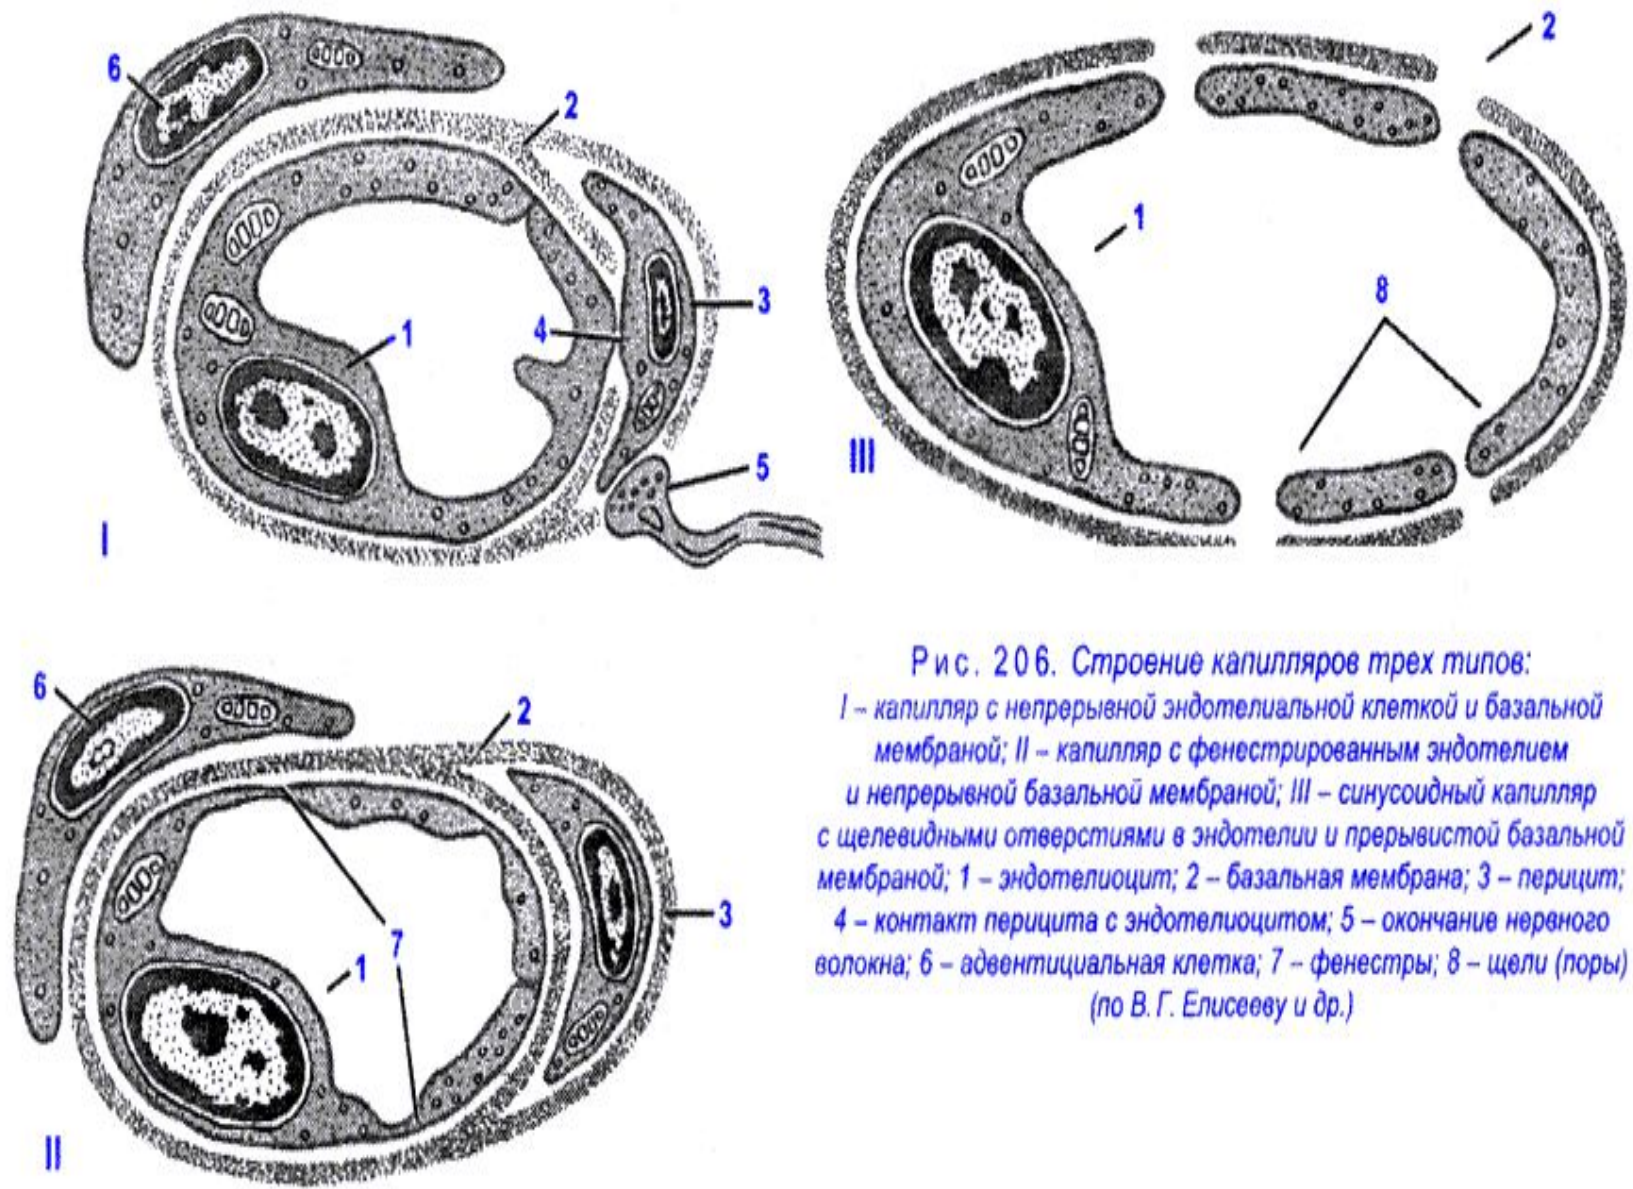 6
2
3
4
1
5
I
2
1
8
III
6
2
3
7
1
II
Рис. 206. Строение капилляров трех типов:
I – капилляр с непрерывной эндотелиальной клеткой и базальной
мембраной; II – капилляр с фенестрированным эндотелием
и непрерывной базальной мембраной; III – синусоидный капилляр
с щелевидными отверстиями в эндотелии и прерывистой базальной
мембраной; 1 – эндотелиоцит; 2 – базальная мембрана; 3 – перицит;
4 – контакт перицита с эндотелиоцитом; 5 – окончание нервного
волокна; 6 – адвентициальная клетка; 7 – фенестры; 8 – щели (поры)
(по В. Г. Елисееву и др.)